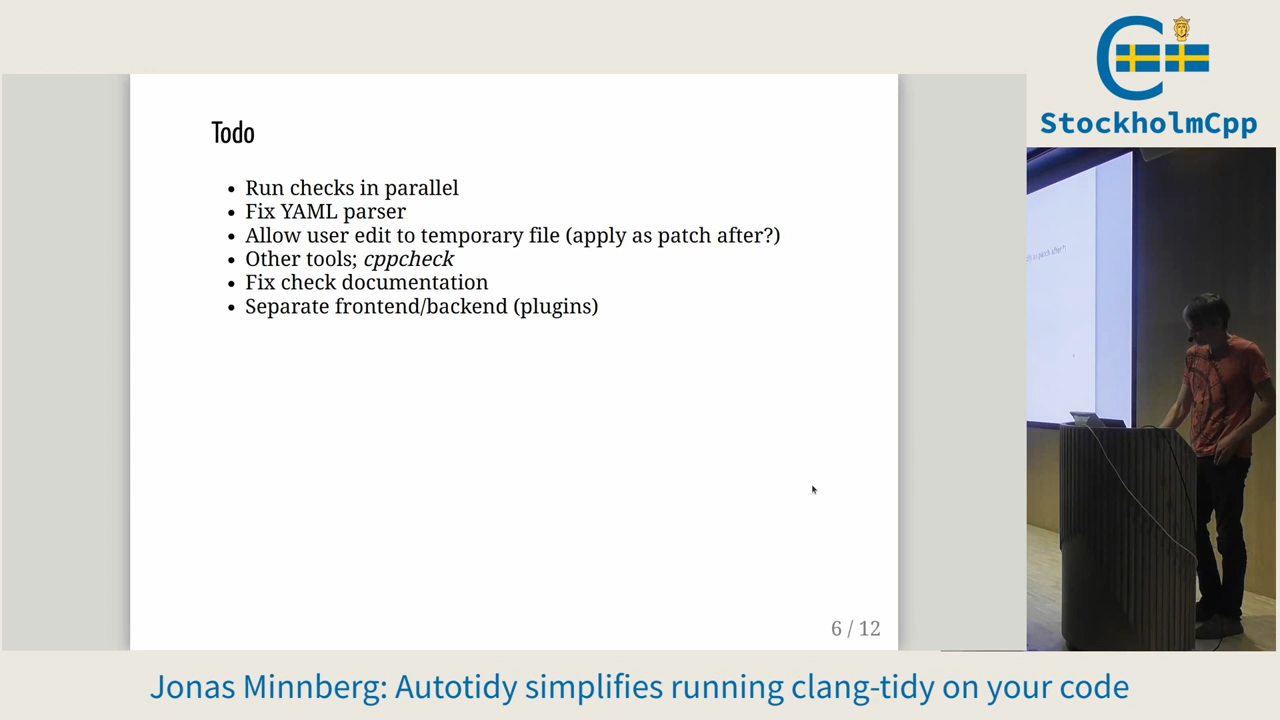 StockholmCpp
Todo
• Run checks in parallel
• Fix YAML parser
• Allow user edit to temporary file (apply as patch after?)
• Other tools; cppcheck
• Fix check documentation
• Separate frontend/backend (plugins)
6 / 12
Jonas Minnberg: Autotidy simplifies running clang-tidy on your code